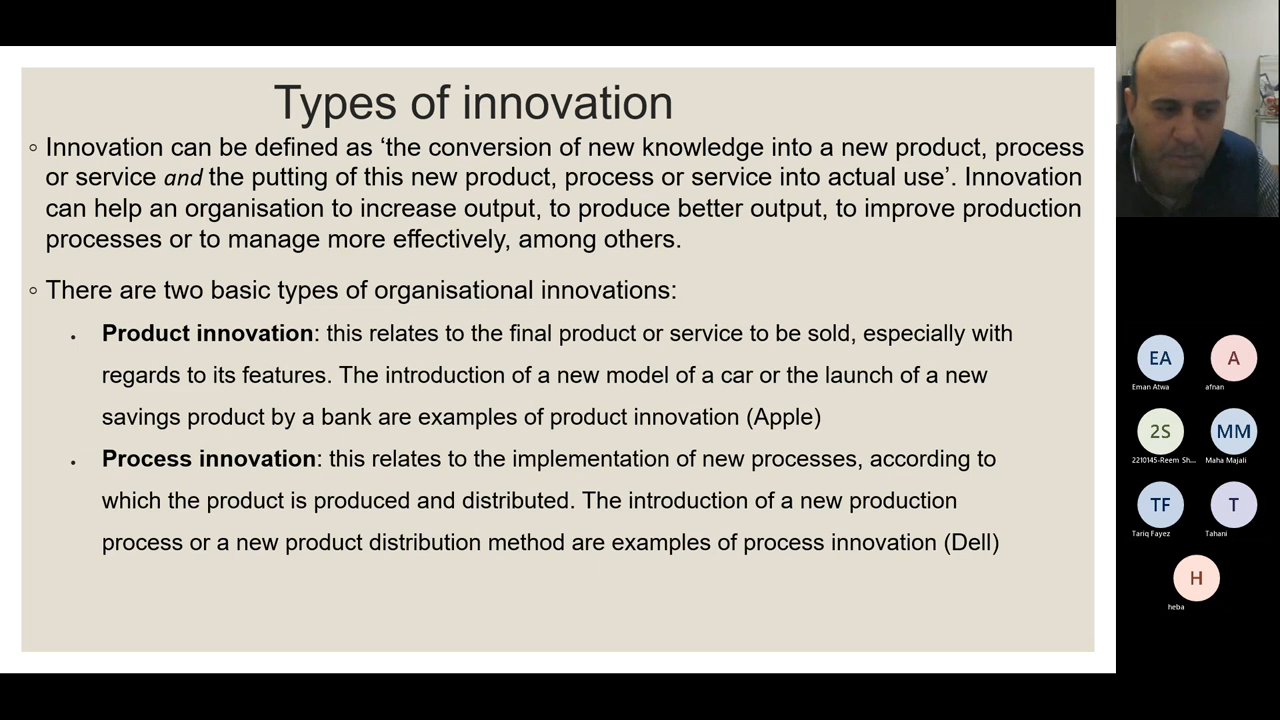 Types of innovation
◦ Innovation can be defined as ‘the conversion of new knowledge into a new product, process
or service and the putting of this new product, process or service into actual use’. Innovation
can help an organisation to increase output, to produce better output, to improve production
processes or to manage more effectively, among others.
◦ There are two basic types of organisational innovations:
• Product innovation: this relates to the final product or service to be sold, especially with
regards to its features. The introduction of a new model of a car or the launch of a new
savings product by a bank are examples of product innovation (Apple)
• Process innovation: this relates to the implementation of new processes, according to
which the product is produced and distributed. The introduction of a new production
process or a new product distribution method are examples of process innovation (Dell)
EA
Eman Atwa
A
afnan
2S
2210145-Reem Sh...
MM
Maha Majali
TF
Tariq Fayez
T
Tahani
H
heba